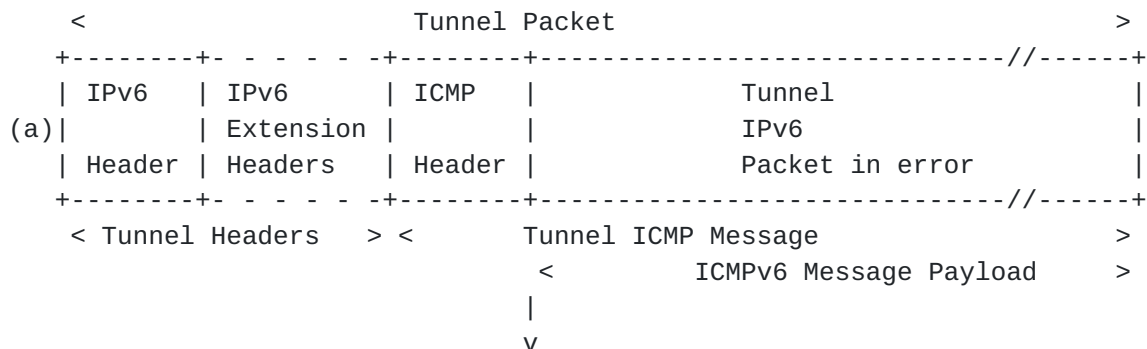 <                     Tunnel Packet                                >
+--------+- - - - - -+--------+------------------------------//------+
| IPv6   | IPv6      | ICMP   |             Tunnel                   |
(a)|        | Extension |        |             IPv6                     |
| Header | Headers   | Header |             Packet in error          |
+--------+- - - - - -+--------+------------------------------//------+
< Tunnel Headers   > <       Tunnel ICMP Message                   >
<         ICMPv6 Message Payload     >
|
v